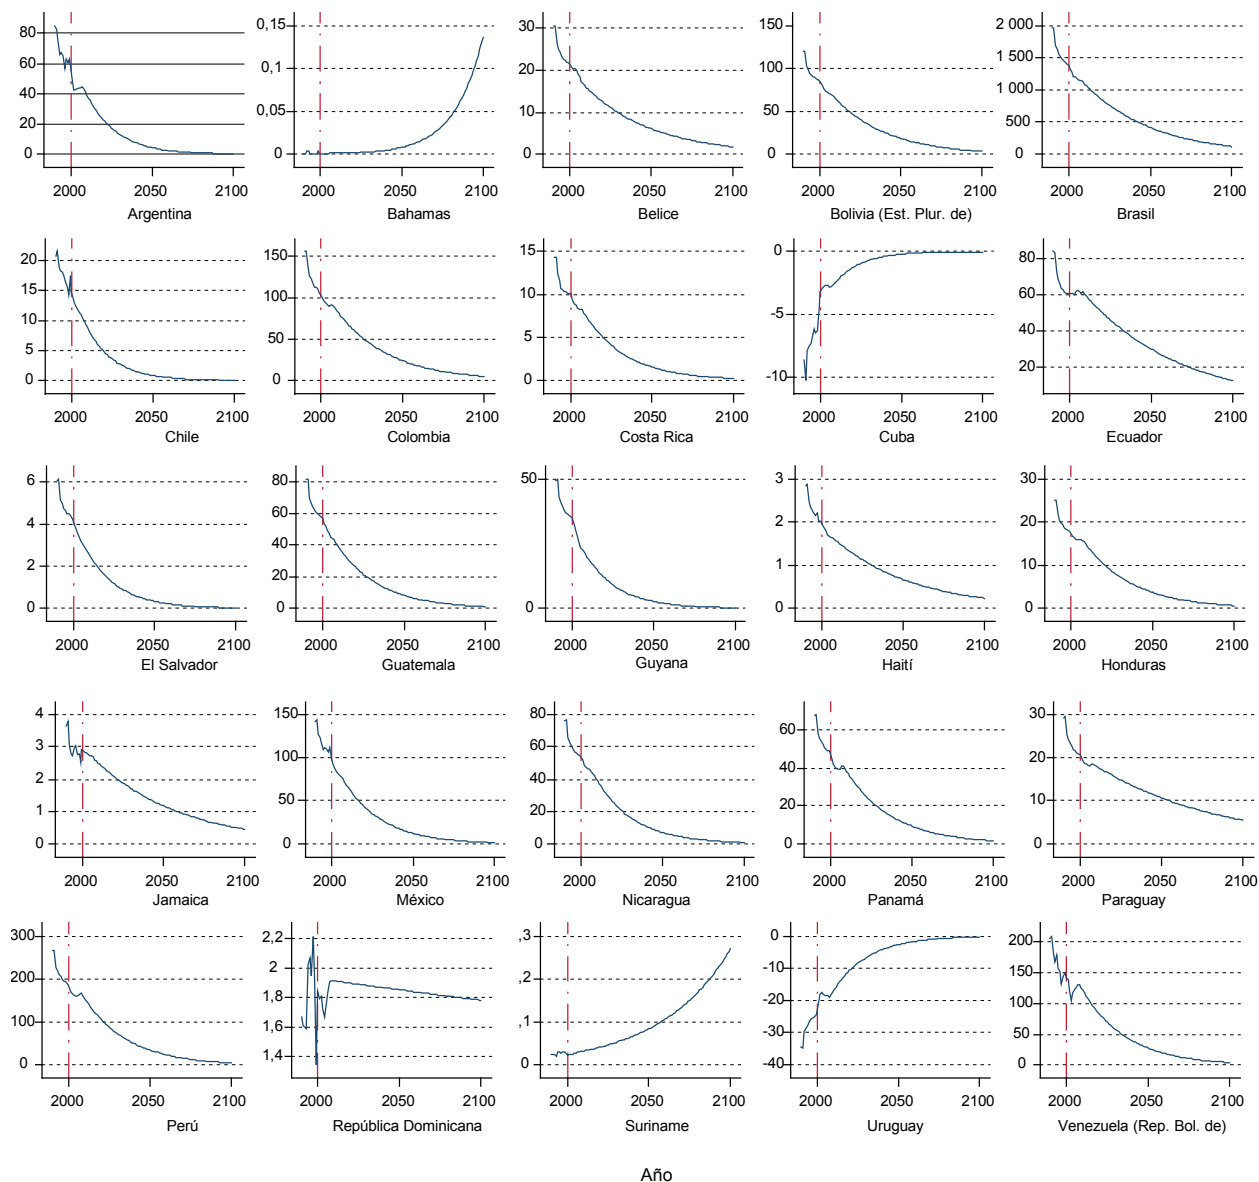 80
60
40
20
0
2000 2050 2100
Argentina
0,15
0,1
0,05
0
2000 2050 2100
Bahamas
30
20
10
0
2000 2050 2100
Belice
150
100
50
0
2000 2050 2100
Bolivia (Est. Plur. de)
2 000
1 500
1 000
500
0
2000 2050 2100
Brasil
20
15
10
5
0
2000 2050 2100
Chile
150
100
50
0
2000 2050 2100
Colombia
15
10
5
0
2000 2050 2100
Costa Rica
0
-5
-10
2000 2050 2100
Cuba
80
60
40
20
2000 2050 2100
Ecuador
6
4
2
0
2000 2050 2100
El Salvador
80
60
40
20
0
2000 2050 2100
Guatemala
50
0
2000 2050 2100
Guyana
3
2
1
0
2000 2050 2100
Haití
30
20
10
0
2000 2050 2100
Honduras
4
3
2
1
0
2000 2050 2100
Jamaica
150
100
50
0
2000 2050 2100
México
80
60
40
20
0
2000 2050 2100
Nicaragua
60
40
20
0
2000 2050 2100
Panamá
30
20
10
0
2000 2050 2100
Paraguay
300
200
100
0
2000 2050 2100
Perú
2,2
2
1,8
1,6
1,4
2000 2050 2100
República Dominicana
,3
,2
,1
0
2000 2050 2100
Suriname
0
-10
-20
-30
-40
2000 2050 2100
Uruguay
200
150
100
50
0
2000 2050 2100
Venezuela (Rep. Bol. de)
Año